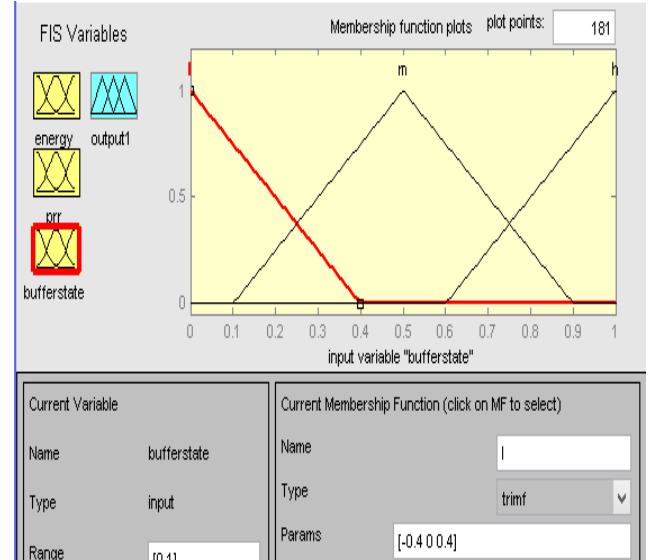 FIS Variables
Membership function plots plot points: 181
l m h
energy output1
prr
bufferstate
1
0.5
0
0 0.1 0.2 0.3 0.4 0.5 0.6 0.7 0.8 0.9 1
input variable "bufferstate"
Current Variable
Name bufferstate
Type input
Range [0 1]
Current Membership Function (click on MF to select)
Name l
Type trimf
Params [-0.4 0 0.4]